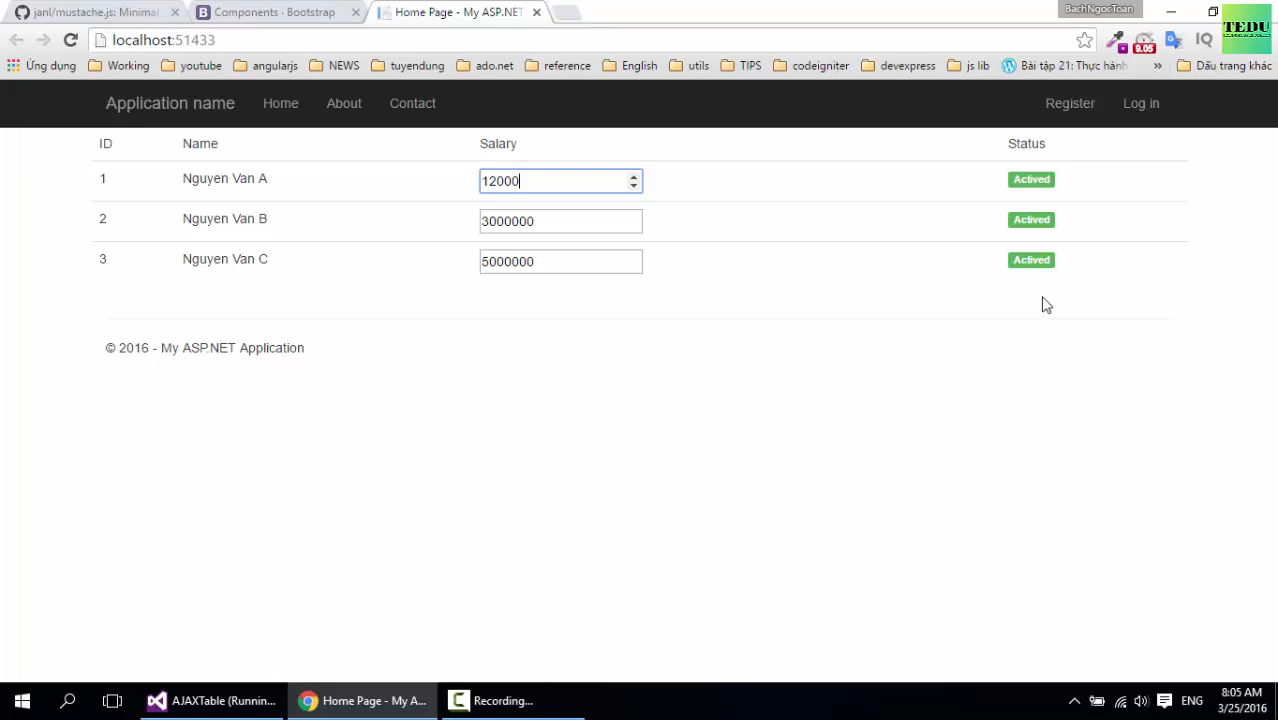 janl/mustache.js: Minimal
Components · Bootstrap
Home Page - My ASP.NET
BachNgocToan
TEDU
localhost:51433
9.05
IQ
Ứng dụng
Working
youtube
angularjs
NEWS
tuyendung
ado.net
reference
English
utils
TIPS
codeigniter
devexpress
js lib
Bài tập 21: Thực hành
»
Dấu trang khác
Application name
Home
About
Contact
Register
Log in
ID Name Salary Status
1 Nguyen Van A 12000 Actived
2 Nguyen Van B 3000000 Actived
3 Nguyen Van C 5000000 Actived
© 2016 - My ASP.NET Application
AJAXTable (Runnin...
Home Page - My A...
Recording...
ENG
8:05 AM
3/25/2016